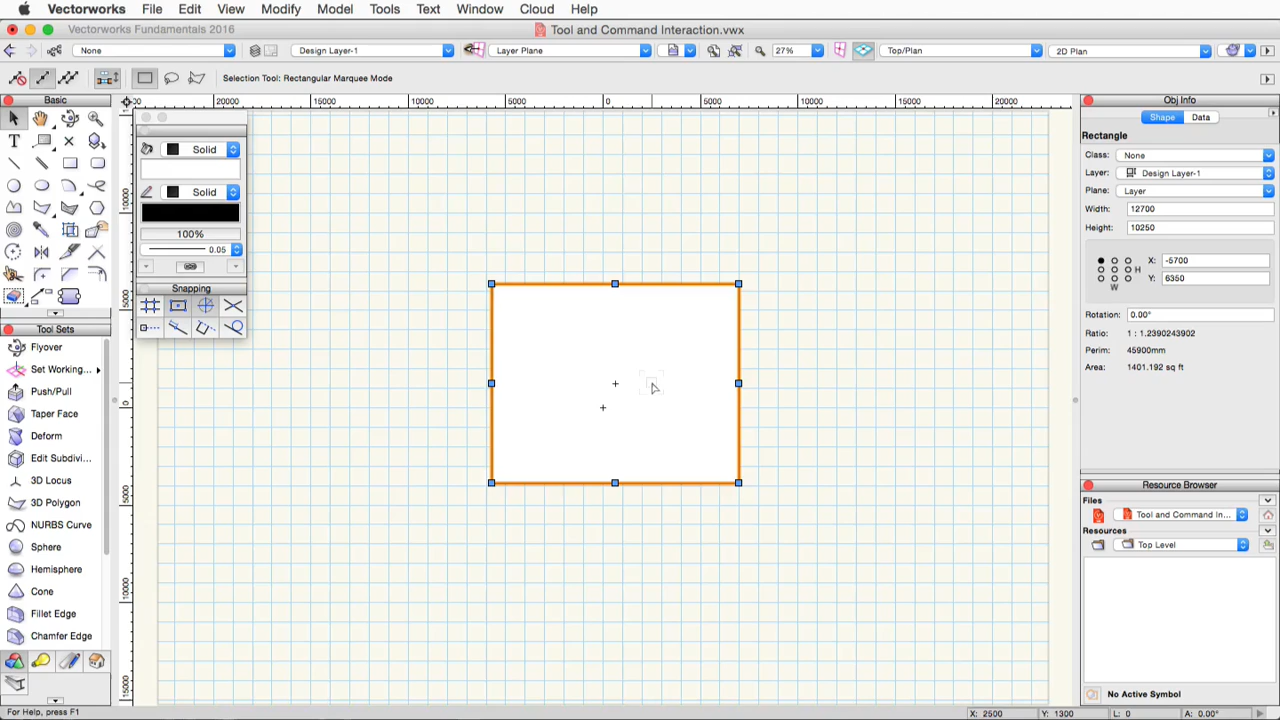 Vectorworks File Edit View Modify Model Tools Text Window Cloud Help
Vectorworks Fundamentals 2016 Tool and Command Interaction.vwx
None Design Layer-1 Layer Plane 27% Top/Plan 2D Plan
Selection Tool: Rectangular Marquee Mode
Basic
20000 15000 10000 5000 0 5000 10000 15000 20000
Obj Info
Shape Data
Rectangle
Class: None
Layer: Design Layer-1
Plane: Layer
Width: 12700
Height: 10250
X: -5700
Y: 6350
H
W
Rotation: 0.00°
Ratio: 1 : 1.2390243902
Perim: 45900mm
Area: 1401.192 sq ft
Solid
Solid
100%
0.05
Snapping
10000
5000
0
5000
10000
15000
Tool Sets
Flyover
Set Working...
Push/Pull
Taper Face
Deform
Edit Subdivi...
3D Locus
3D Polygon
NURBS Curve
Sphere
Hemisphere
Cone
Fillet Edge
Chamfer Edge
Resource Browser
Files
Tool and Command In...
Resources
Top Level
No Active Symbol
For Help, press F1
X: 2500 Y: 1300 L: 0 A: 0.00°